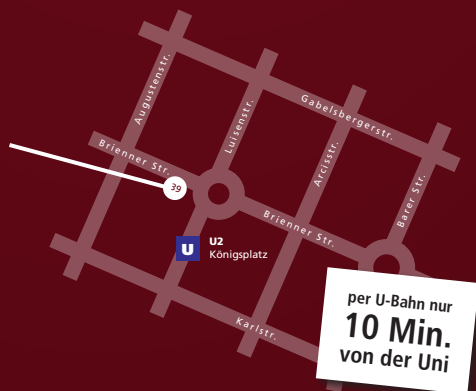 Augustenstr.
Luisenstr.
Gabelsbergerstr.
Arcisstr.
Barer Str.
Brienner Str.
39
Brienner Str.
U
U2
Königsplatz
Karlstr.
per U-Bahn nur
10 Min.
von der Uni